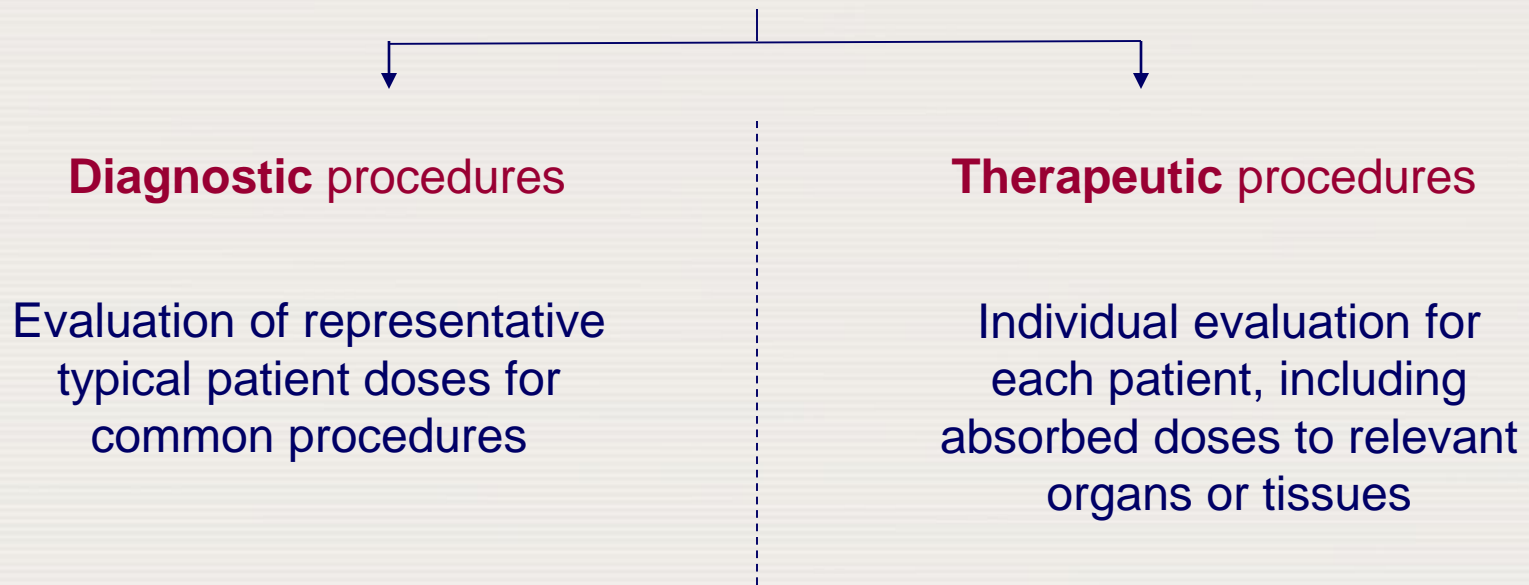 Diagnostic procedures
Evaluation of representative
typical patient doses for
common procedures
Therapeutic procedures
Individual evaluation for
each patient, including
absorbed doses to relevant
organs or tissues